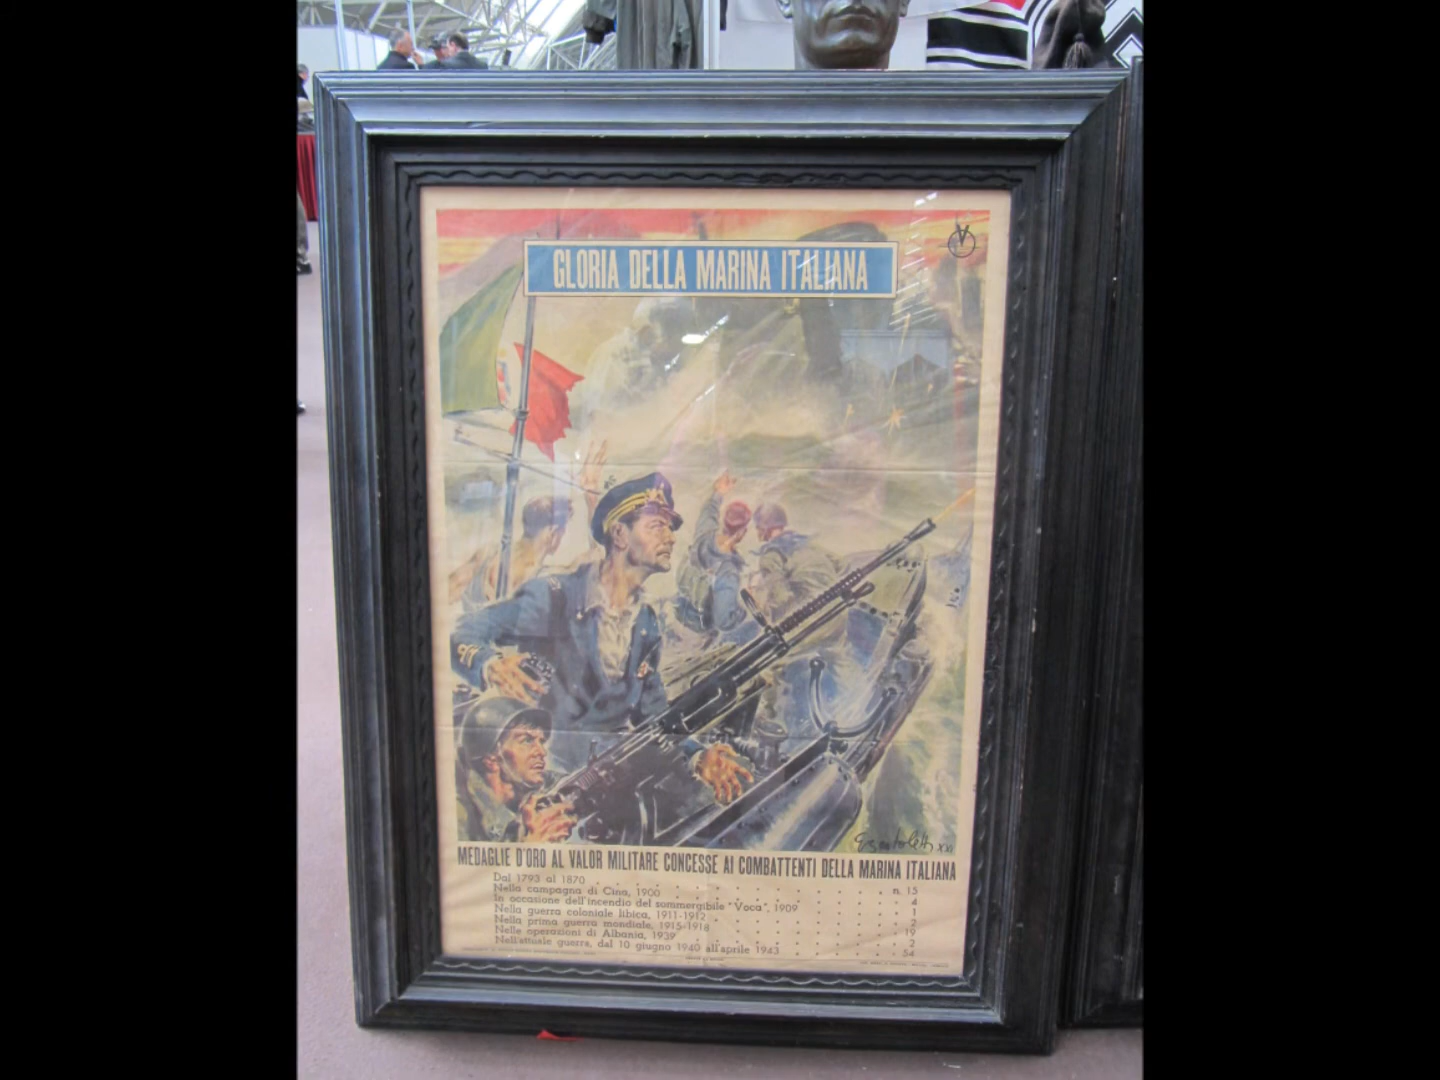 GLORIA DELLA MARINA ITALIANA
MEDAGLIE D'ORO AL VALOR MILITARE CONCESSE AI COMBATTENTI DELLA MARINA ITALIANA
Dal 1793 al 1870 n. 15
Nella campagna di Cina, 1900 4
In occasione dell'incendio del sommergibile "Voca", 1909 1
Nella guerra coloniale libica, 1911-1912 2
Nella prima guerra mondiale, 1915-1918 19
Nelle operazioni di Albania, 1939 2
Nell'attuale guerra, dal 10 giugno 1940 all'aprile 1943 54